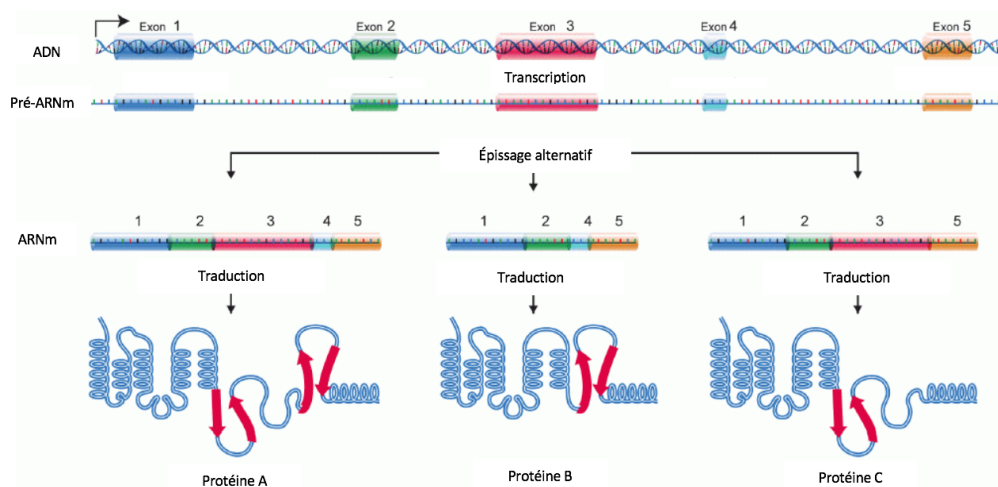 Exon 1 Exon 2 Exon 3 Exon 4 Exon 5
ADN
Transcription
Pré-ARNm
Épissage alternatif
1 2 3 4 5 1 2 4 5 1 2 3 5
ARNm
Traduction Traduction Traduction
Protéine A Protéine B Protéine C